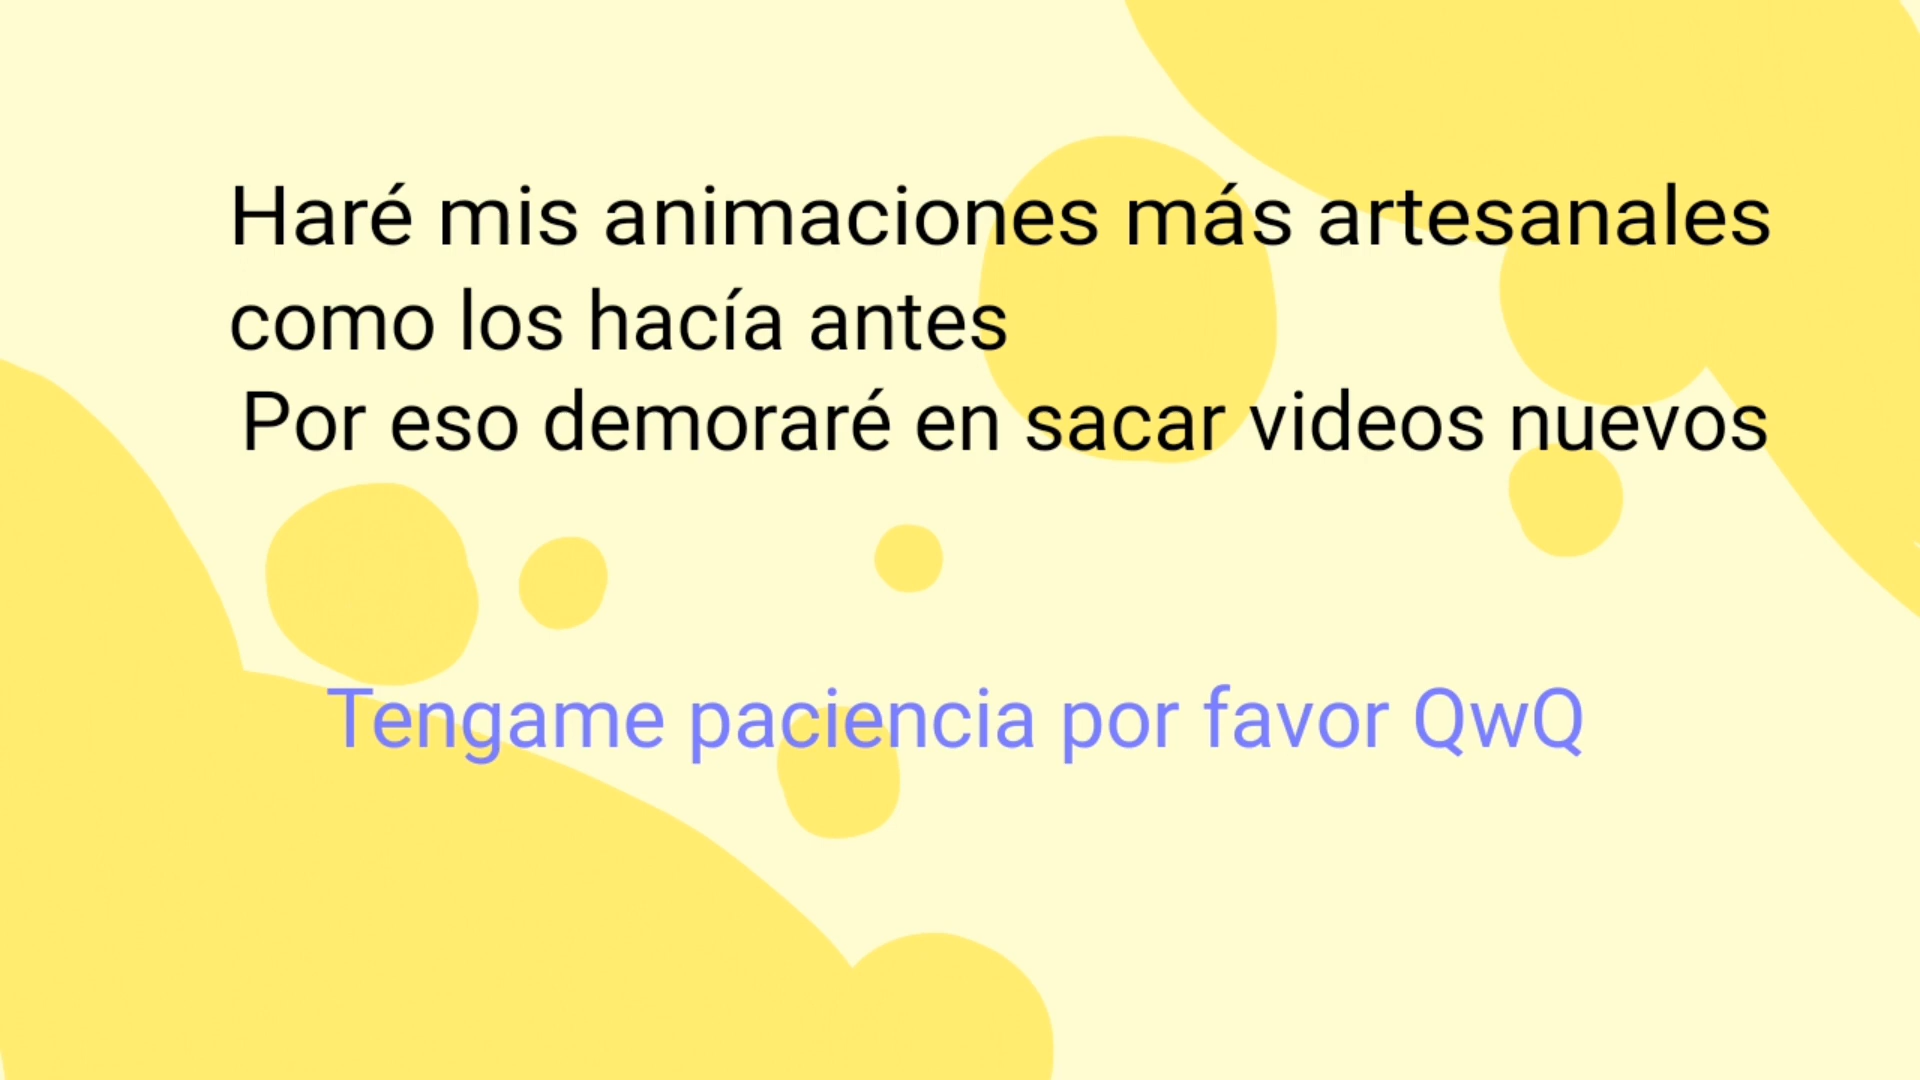 Haré mis animaciones más artesanales
como los hacía antes
Por eso demoraré en sacar videos nuevos
Tengame paciencia por favor QwQ